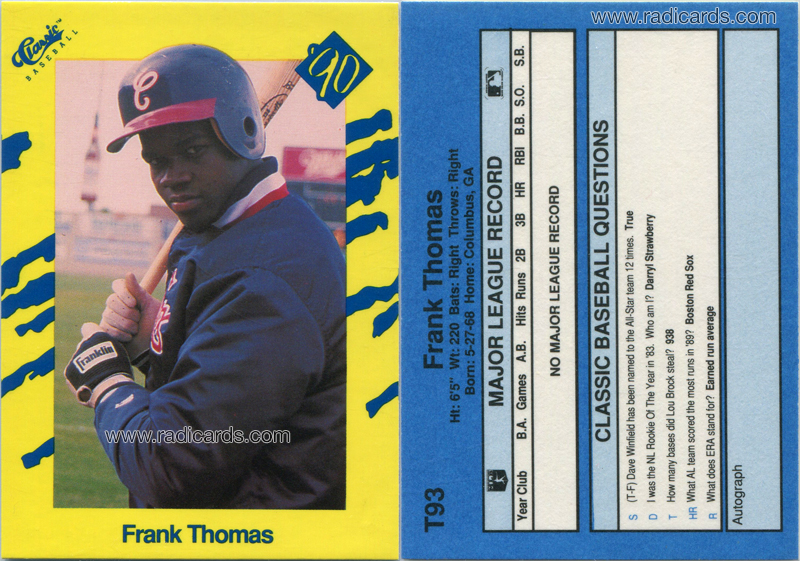 Classic
BASEBALL
'90
C
Franklin
www.radicards.com
Frank Thomas
www.radicards.com
T93
Frank Thomas
Ht: 6'5" Wt: 220 Bats: Right Throws: Right
Born: 5-27-68 Home: Columbus, GA
MAJOR LEAGUE RECORD
Year Club B.A. Games A.B. Hits Runs 2B 3B HR RBI B.B. S.O. S.B.
NO MAJOR LEAGUE RECORD
CLASSIC BASEBALL QUESTIONS
S (T-F) Dave Winfield has been named to the All-Star team 12 times. True
D I was the NL Rookie Of The Year in '83. Who am I? Darryl Strawberry
T How many bases did Lou Brock steal? 938
HR What AL team scored the most runs in '89? Boston Red Sox
R What does ERA stand for? Earned run average
Autograph